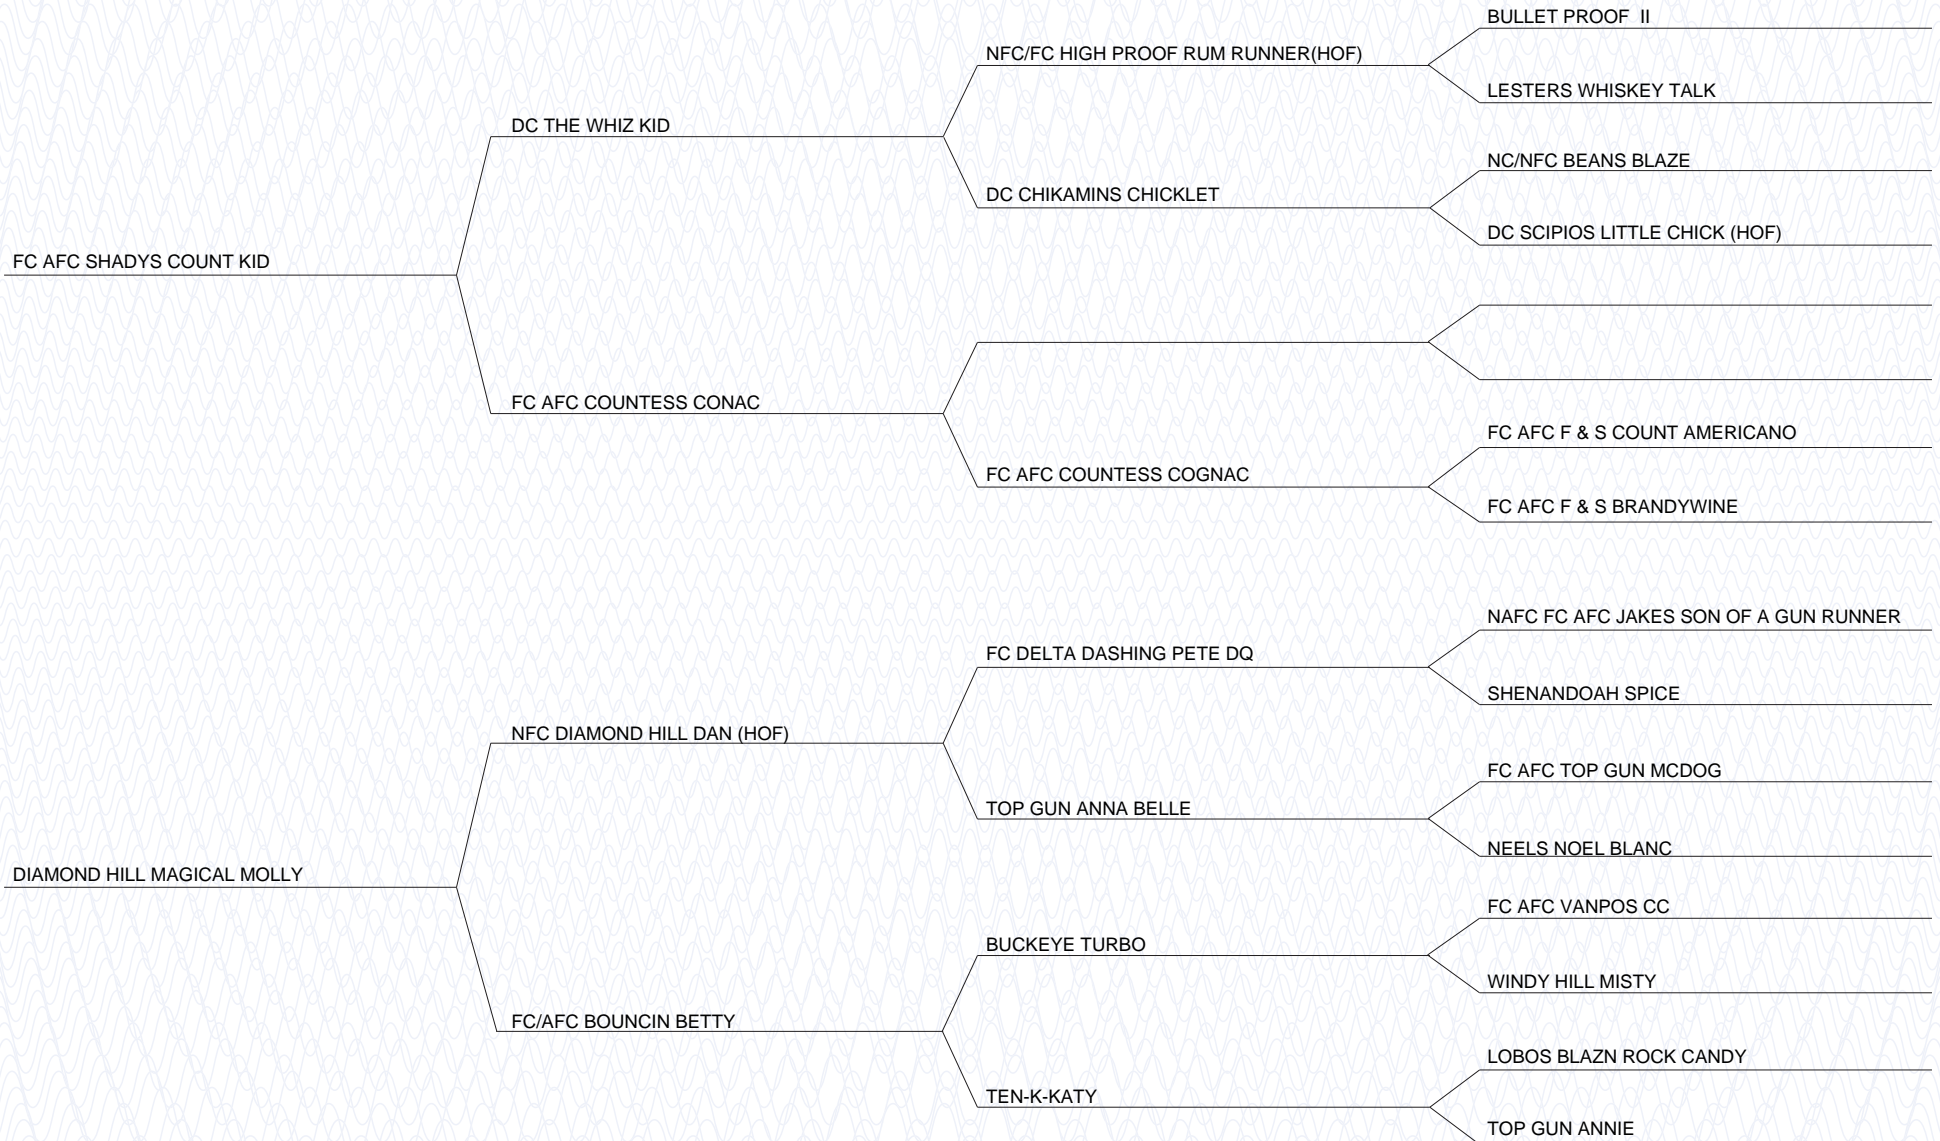 BULLET PROOF  II
NFC/FC HIGH PROOF RUM RUNNER(HOF)
LESTERS WHISKEY TALK
DC THE WHIZ KID
NC/NFC BEANS BLAZE
DC CHIKAMINS CHICKLET
DC SCIPIOS LITTLE CHICK (HOF)
FC AFC SHADYS COUNT KID
FC AFC COUNTESS CONAC
FC AFC F & S COUNT AMERICANO
FC AFC COUNTESS COGNAC
FC AFC F & S BRANDYWINE
NAFC FC AFC JAKES SON OF A GUN RUNNER
FC DELTA DASHING PETE DQ
SHENANDOAH SPICE
NFC DIAMOND HILL DAN (HOF)
FC AFC TOP GUN MCDOG
TOP GUN ANNA BELLE
NEELS NOEL BLANC
DIAMOND HILL MAGICAL MOLLY
FC AFC VANPOS CC
BUCKEYE TURBO
WINDY HILL MISTY
FC/AFC BOUNCIN BETTY
LOBOS BLAZN ROCK CANDY
TEN-K-KATY
TOP GUN ANNIE